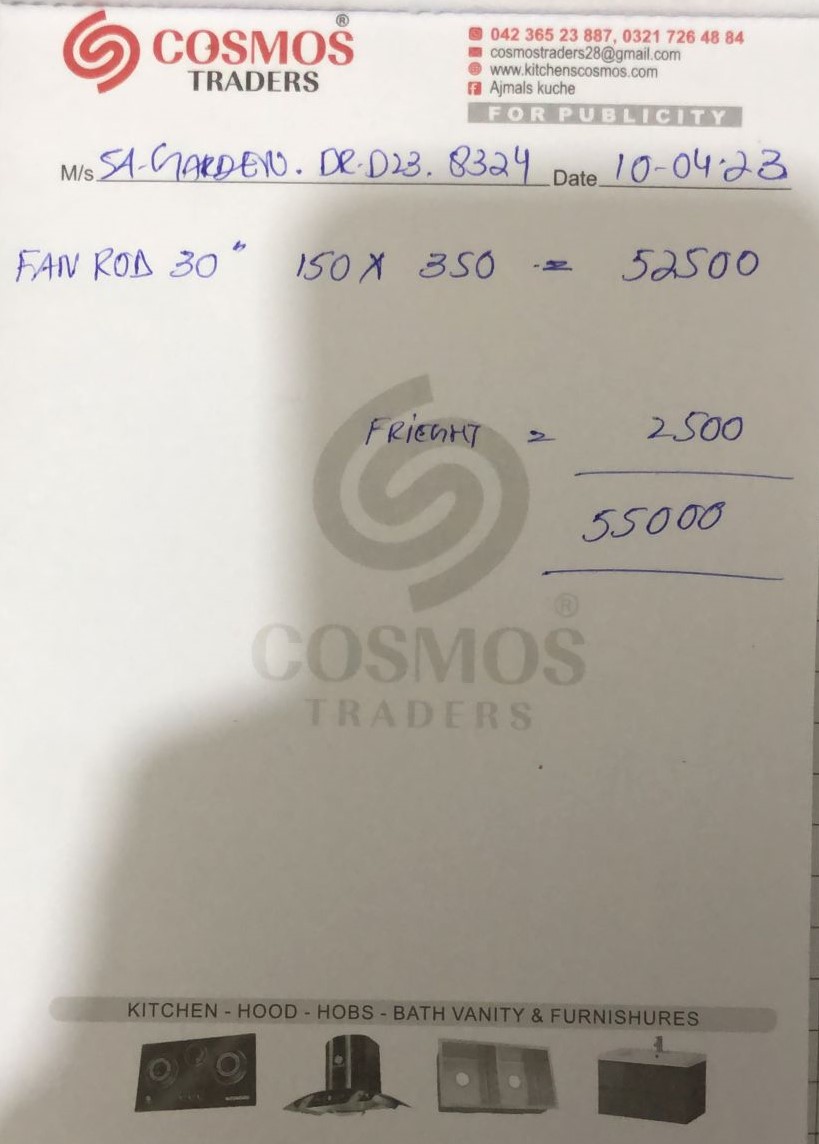 COSMOS®
TRADERS
042 365 23 887, 0321 726 48 84
cosmostraders28@gmail.com
www.kitchenscosmos.com
Ajmals kuche
FOR PUBLICITY
M/s SA-GARDEN. DR-D23. 8324 Date 10-04-23
FAN ROD 30" 150 X 350 = 52500
FRIEGHT = 2500
55000
COSMOS®
TRADERS
KITCHEN - HOOD - HOBS - BATH VANITY & FURNISHURES